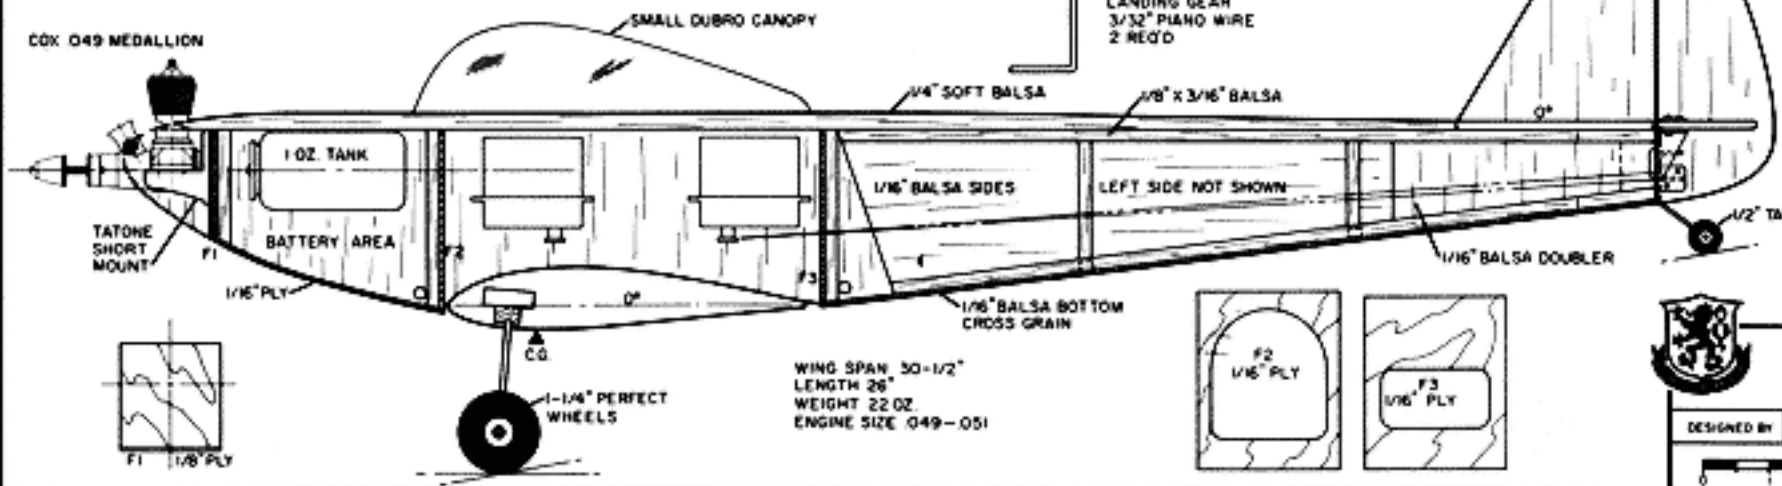 LANDING GEAR
3/32" PIANO WIRE
2 REQ'D
SMALL DUBRO CANOPY
COX .049 MEDALLION
1/4" SOFT BALSA
1/8" X 3/16" BALSA
0°
1 OZ. TANK
1/16" BALSA SIDES
LEFT SIDE NOT SHOWN
TATONE
SHORT
MOUNT
F1
BATTERY AREA
F2
F3
1/2" TA
1/16" BALSA DOUBLER
1/16" PLY
0°
1/16" BALSA BOTTOM
CROSS GRAIN
C.G.
WING SPAN 30-1/2"
LENGTH 26"
WEIGHT 22 OZ.
ENGINE SIZE .049-.051
1-1/4" PERFECT
WHEELS
F1 1/8" PLY
F2
1/16" PLY
F3
1/16" PLY
DESIGNED BY
0